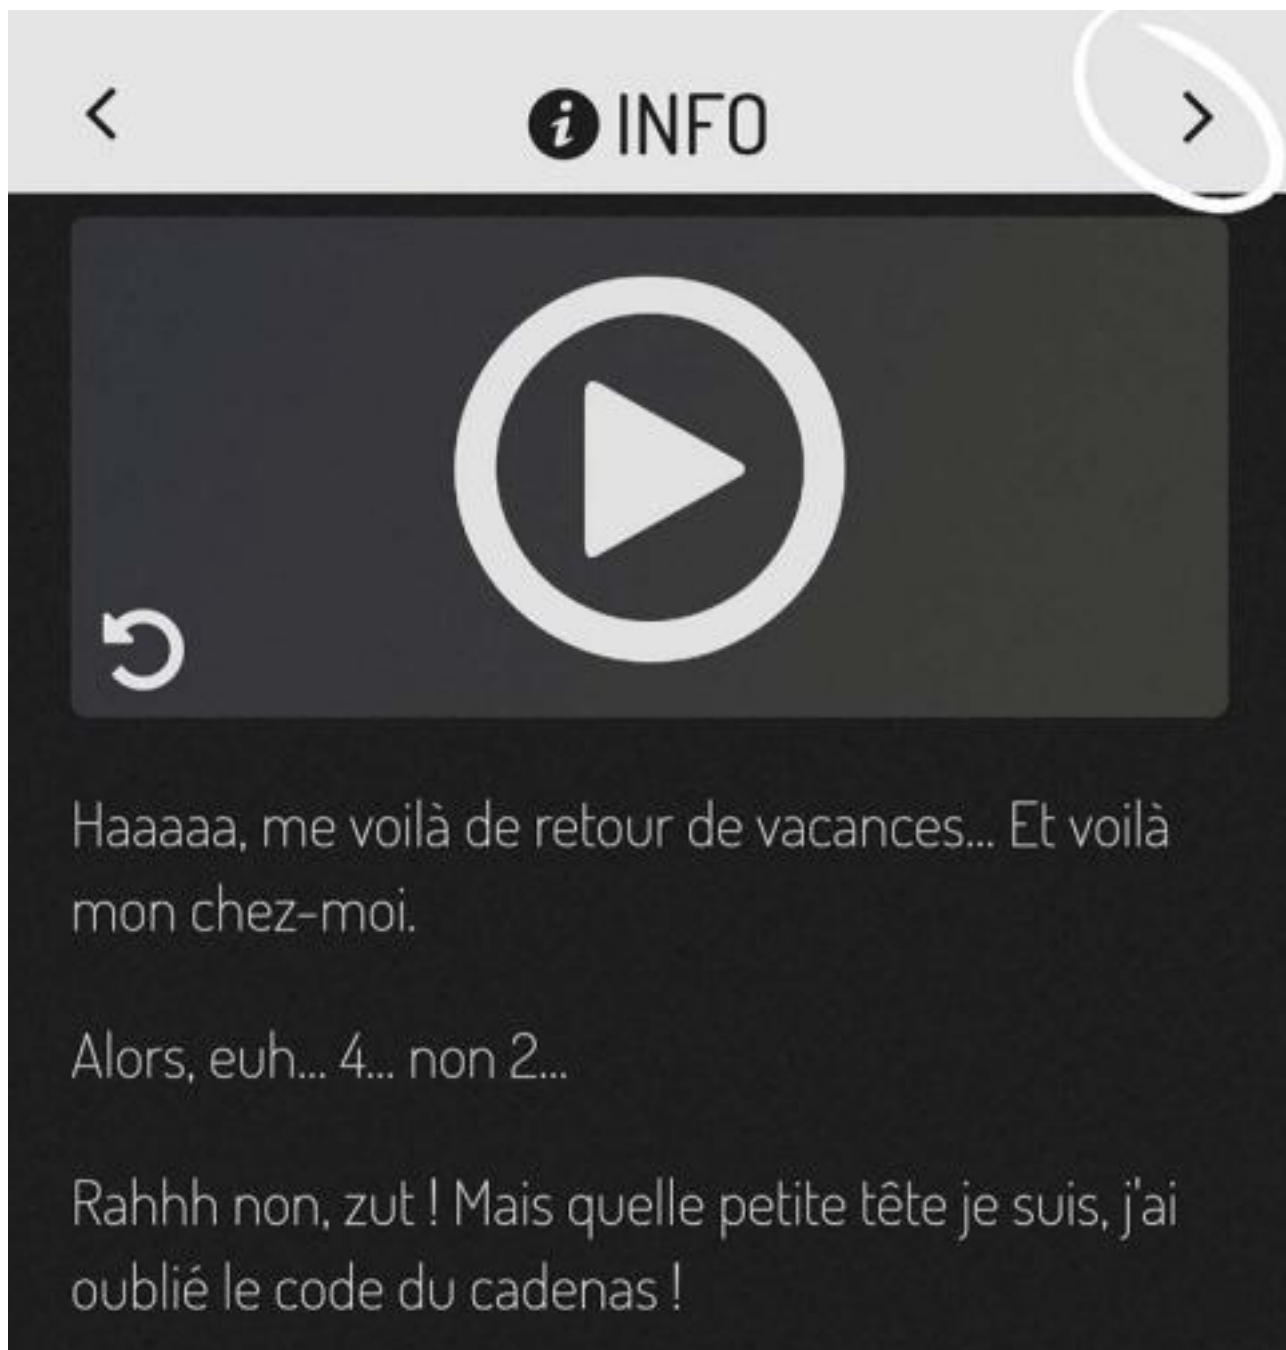 INFO
Haaaaa, me voilà de retour de vacances... Et voilà
mon chez-moi.
Alors, euh... 4... non 2...
Rahhh non, zut ! Mais quelle petite tête je suis, j'ai
oublié le code du cadenas !